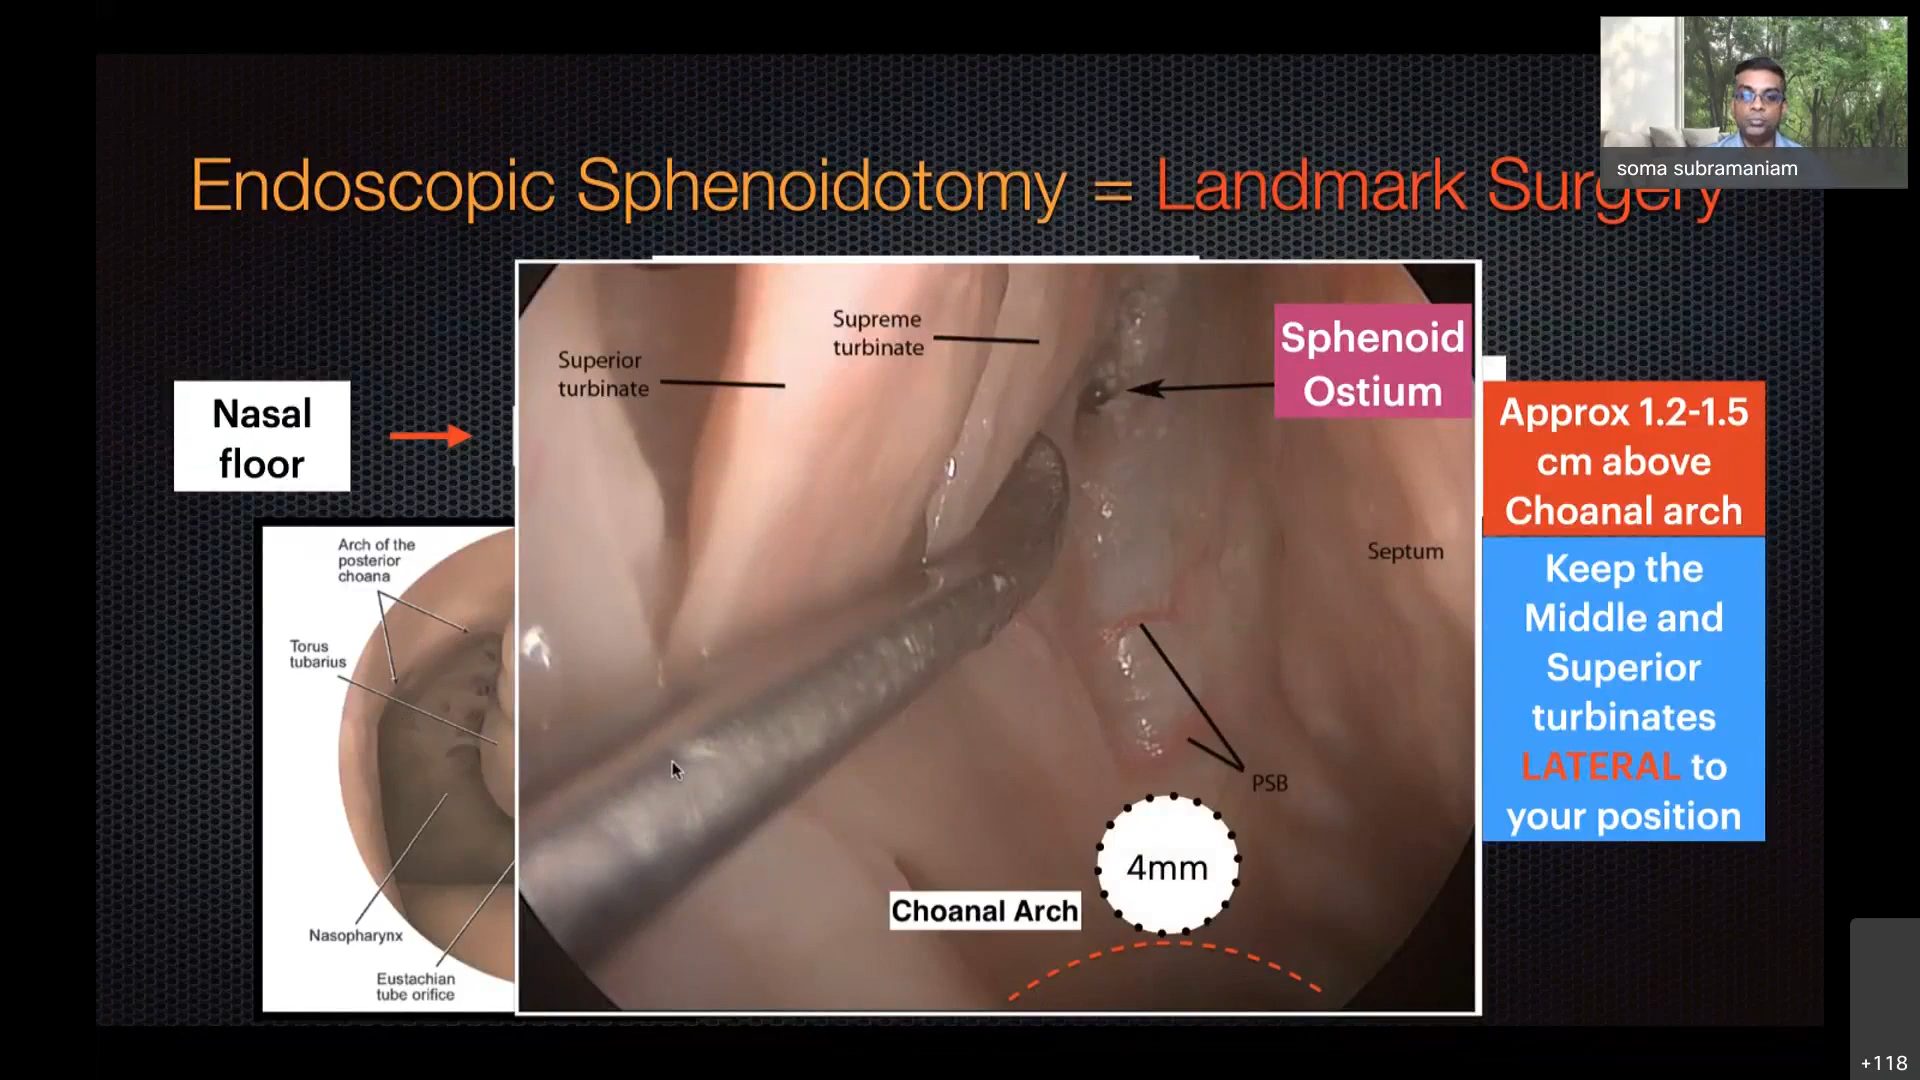 soma subramaniam
Endoscopic Sphenoidotomy = Landmark Surgery
Nasal
floor
Arch of the
posterior
choana
Torus
tubarius
Nasopharynx
Eustachian
tube orifice
Superior
turbinate
Supreme
turbinate
Sphenoid
Ostium
Septum
PSB
4mm
Choanal Arch
Approx 1.2-1.5
cm above
Choanal arch
Keep the
Middle and
Superior
turbinates
LATERAL to
your position
+118